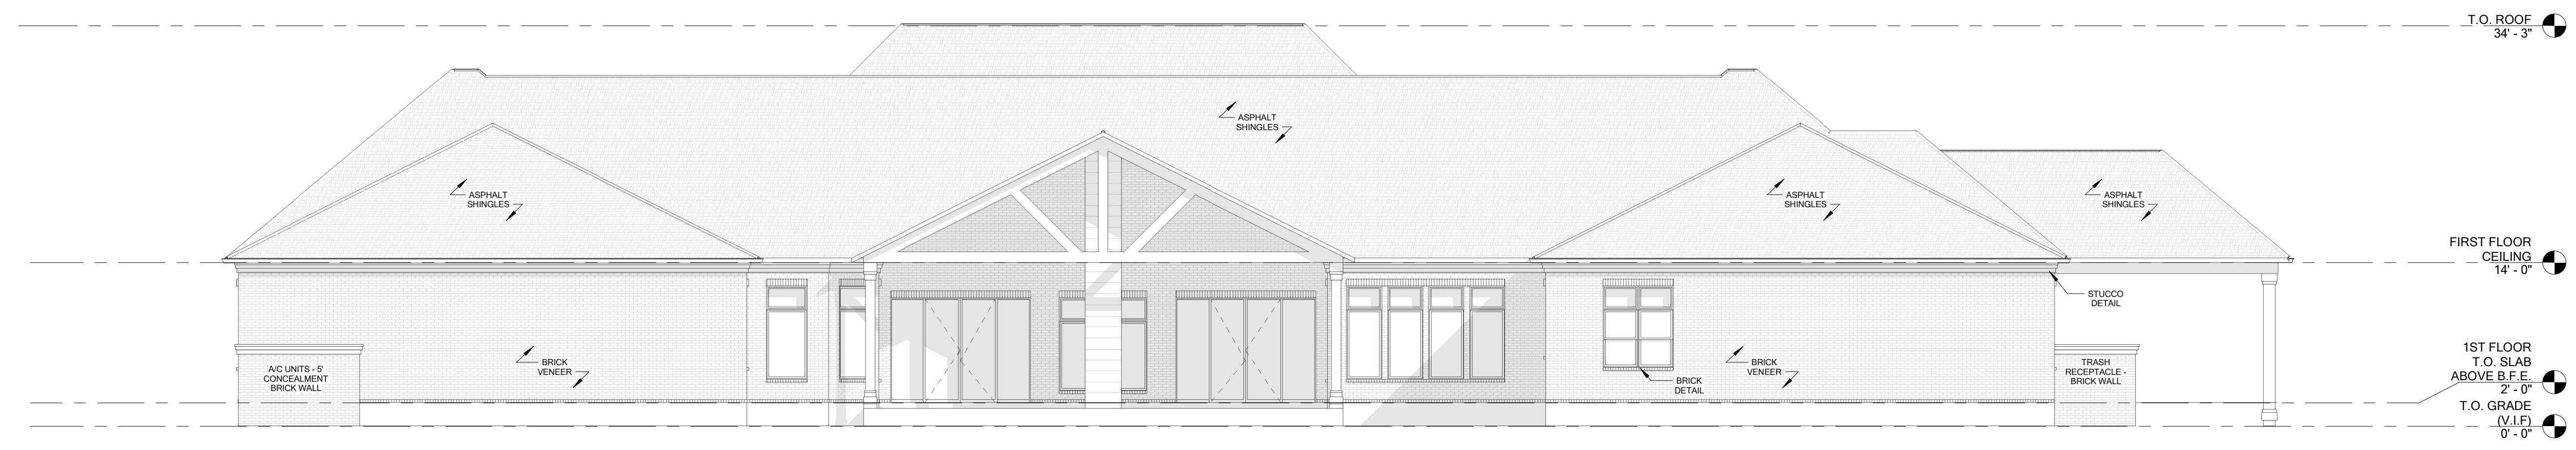 T.O. ROOF
34' - 3"
ASPHALT
SHINGLES
ASPHALT
SHINGLES
ASPHALT
SHINGLES
ASPHALT
SHINGLES
FIRST FLOOR
CEILING
14' - 0"
STUCCO
DETAIL
A/C UNITS - 5'
CONCEALMENT
BRICK WALL
BRICK
VENEER
BRICK
DETAIL
BRICK
VENEER
TRASH
RECEPTACLE -
BRICK WALL
1ST FLOOR
T.O. SLAB
ABOVE B.F.E.
2' - 0"
T.O. GRADE
(V.I.F)
0' - 0"